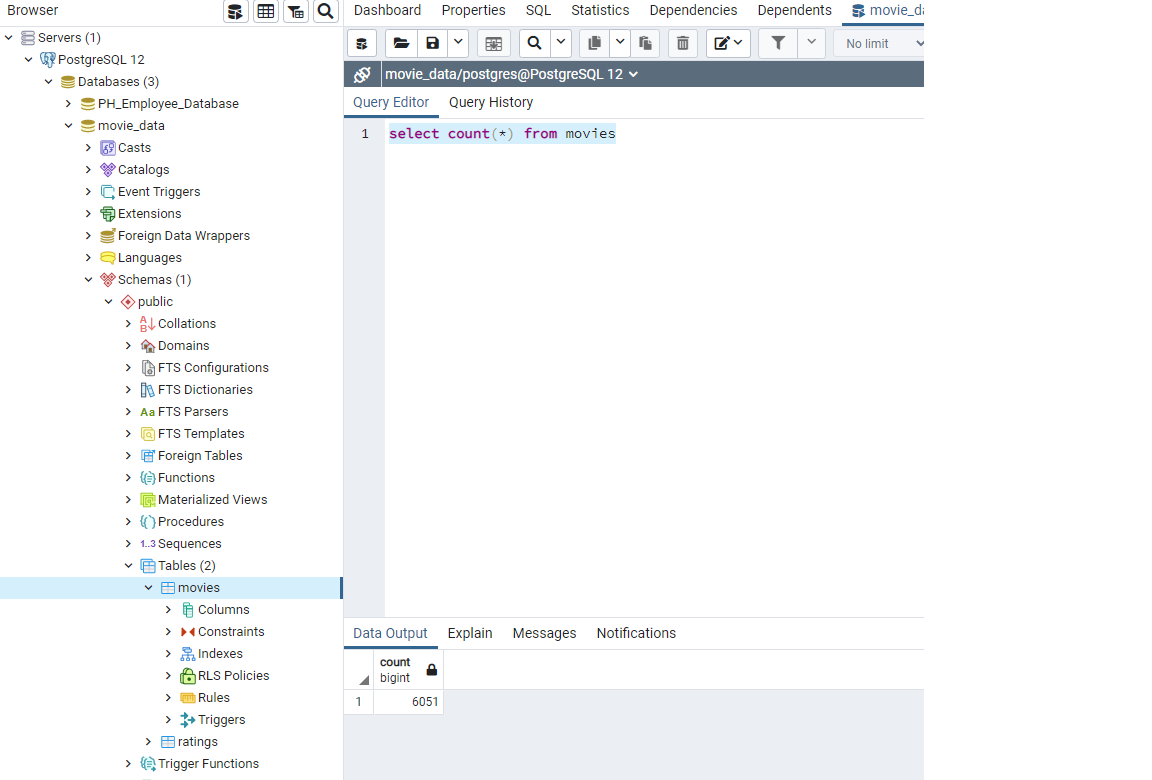 Browser
Servers (1)
PostgreSQL 12
Databases (3)
PH_Employee_Database
movie_data
Casts
Catalogs
Event Triggers
Extensions
Foreign Data Wrappers
Languages
Schemas (1)
public
Collations
Domains
FTS Configurations
FTS Dictionaries
Aa FTS Parsers
FTS Templates
Foreign Tables
Functions
Materialized Views
Procedures
1..3 Sequences
Tables (2)
movies
Columns
Constraints
Indexes
RLS Policies
Rules
Triggers
ratings
Trigger Functions
Dashboard Properties SQL Statistics Dependencies Dependents movie_da
No limit
movie_data/postgres@PostgreSQL 12
Query Editor Query History
1 select count(*) from movies
Data Output Explain Messages Notifications
count
bigint
1 6051